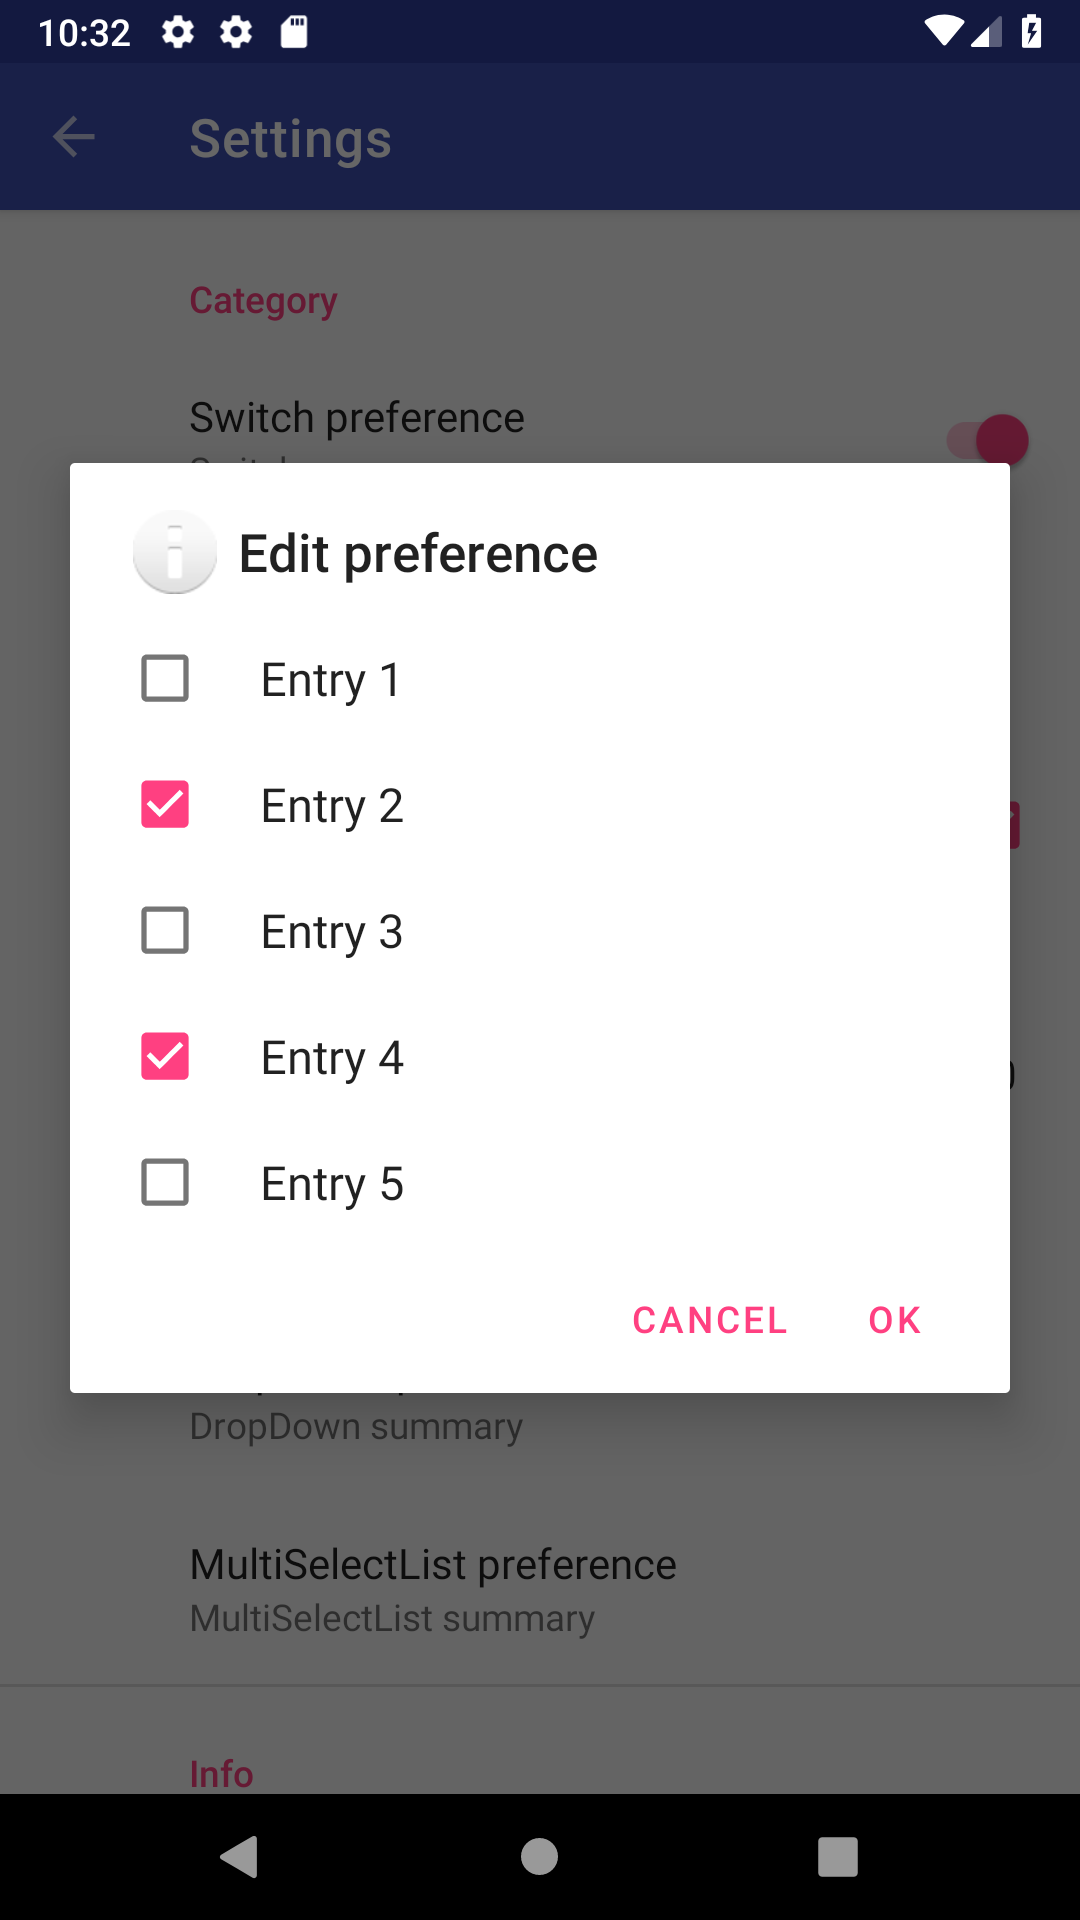 10:32
Settings
Category
Switch preference
Edit preference
Entry 1
Entry 2
Entry 3
Entry 4
Entry 5
CANCEL OK
DropDown summary
MultiSelectList preference
MultiSelectList summary
Info